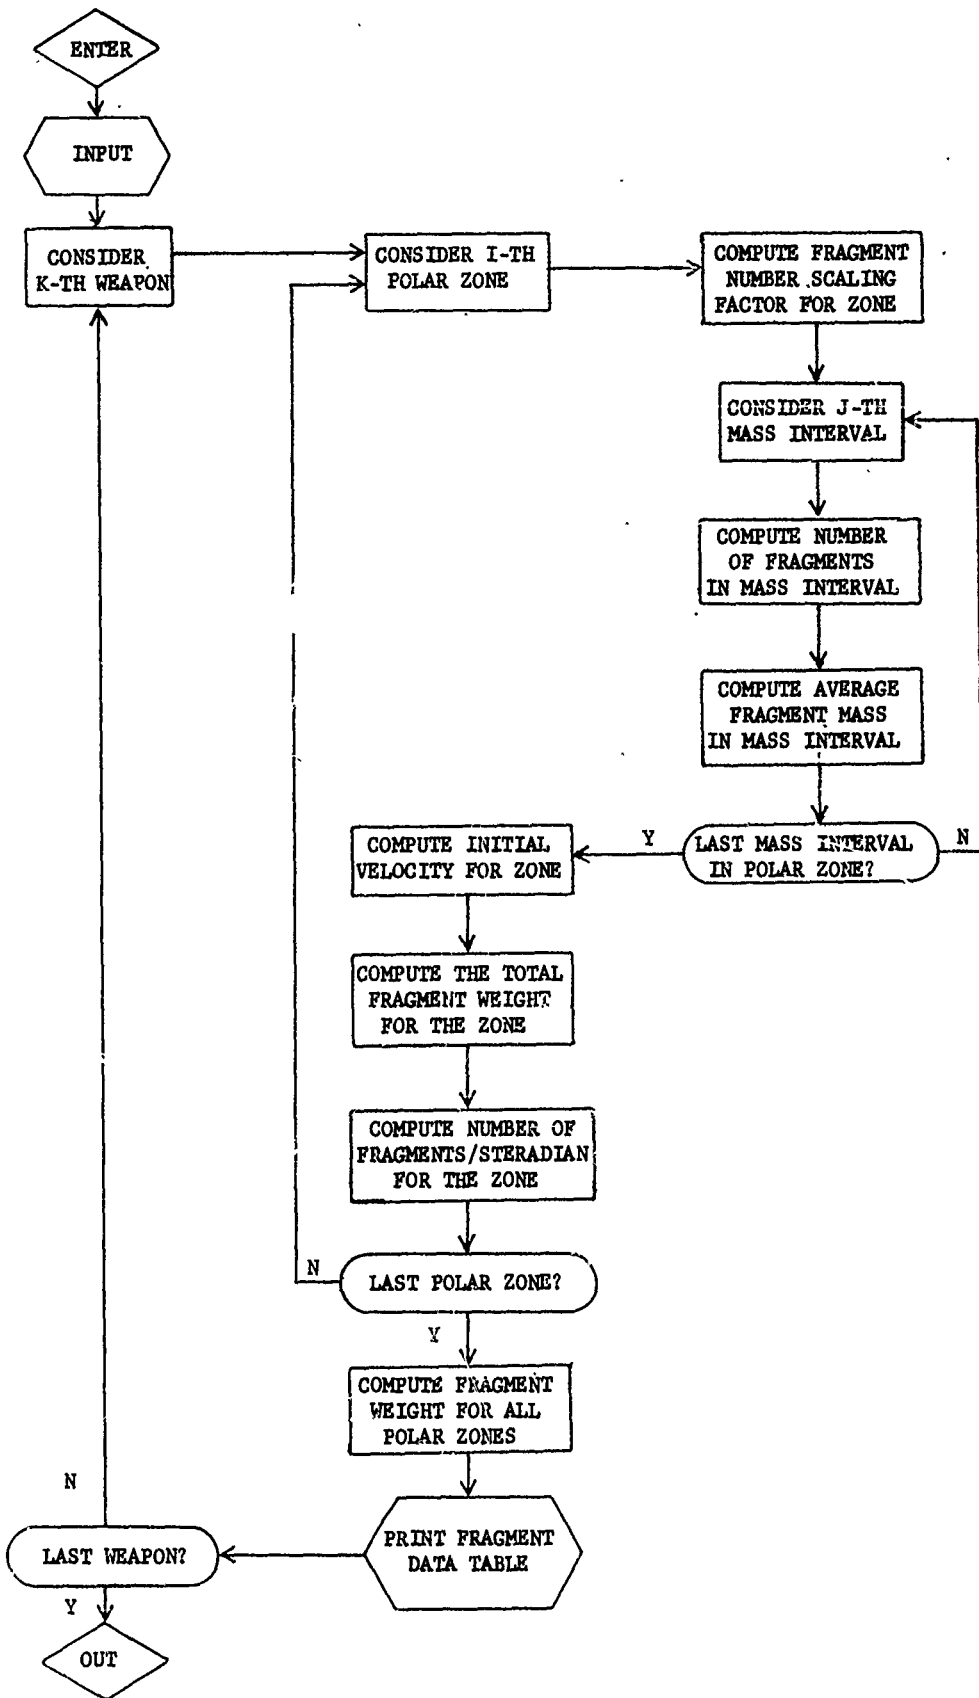 ENTER
INPUT
CONSIDER
K-TH WEAPON
CONSIDER I-TH
POLAR ZONE
COMPUTE FRAGMENT
NUMBER SCALING
FACTOR FOR ZONE
CONSIDER J-TH
MASS INTERVAL
COMPUTE NUMBER
OF FRAGMENTS
IN MASS INTERVAL
COMPUTE AVERAGE
FRAGMENT MASS
IN MASS INTERVAL
LAST MASS INTERVAL
IN POLAR ZONE?
N
Y
COMPUTE INITIAL
VELOCITY FOR ZONE
COMPUTE THE TOTAL
FRAGMENT WEIGHT
FOR THE ZONE
COMPUTE NUMBER OF
FRAGMENTS/STERADIAN
FOR THE ZONE
LAST POLAR ZONE?
N
Y
COMPUTE FRAGMENT
WEIGHT FOR ALL
POLAR ZONES
PRINT FRAGMENT
DATA TABLE
LAST WEAPON?
N
Y
OUT